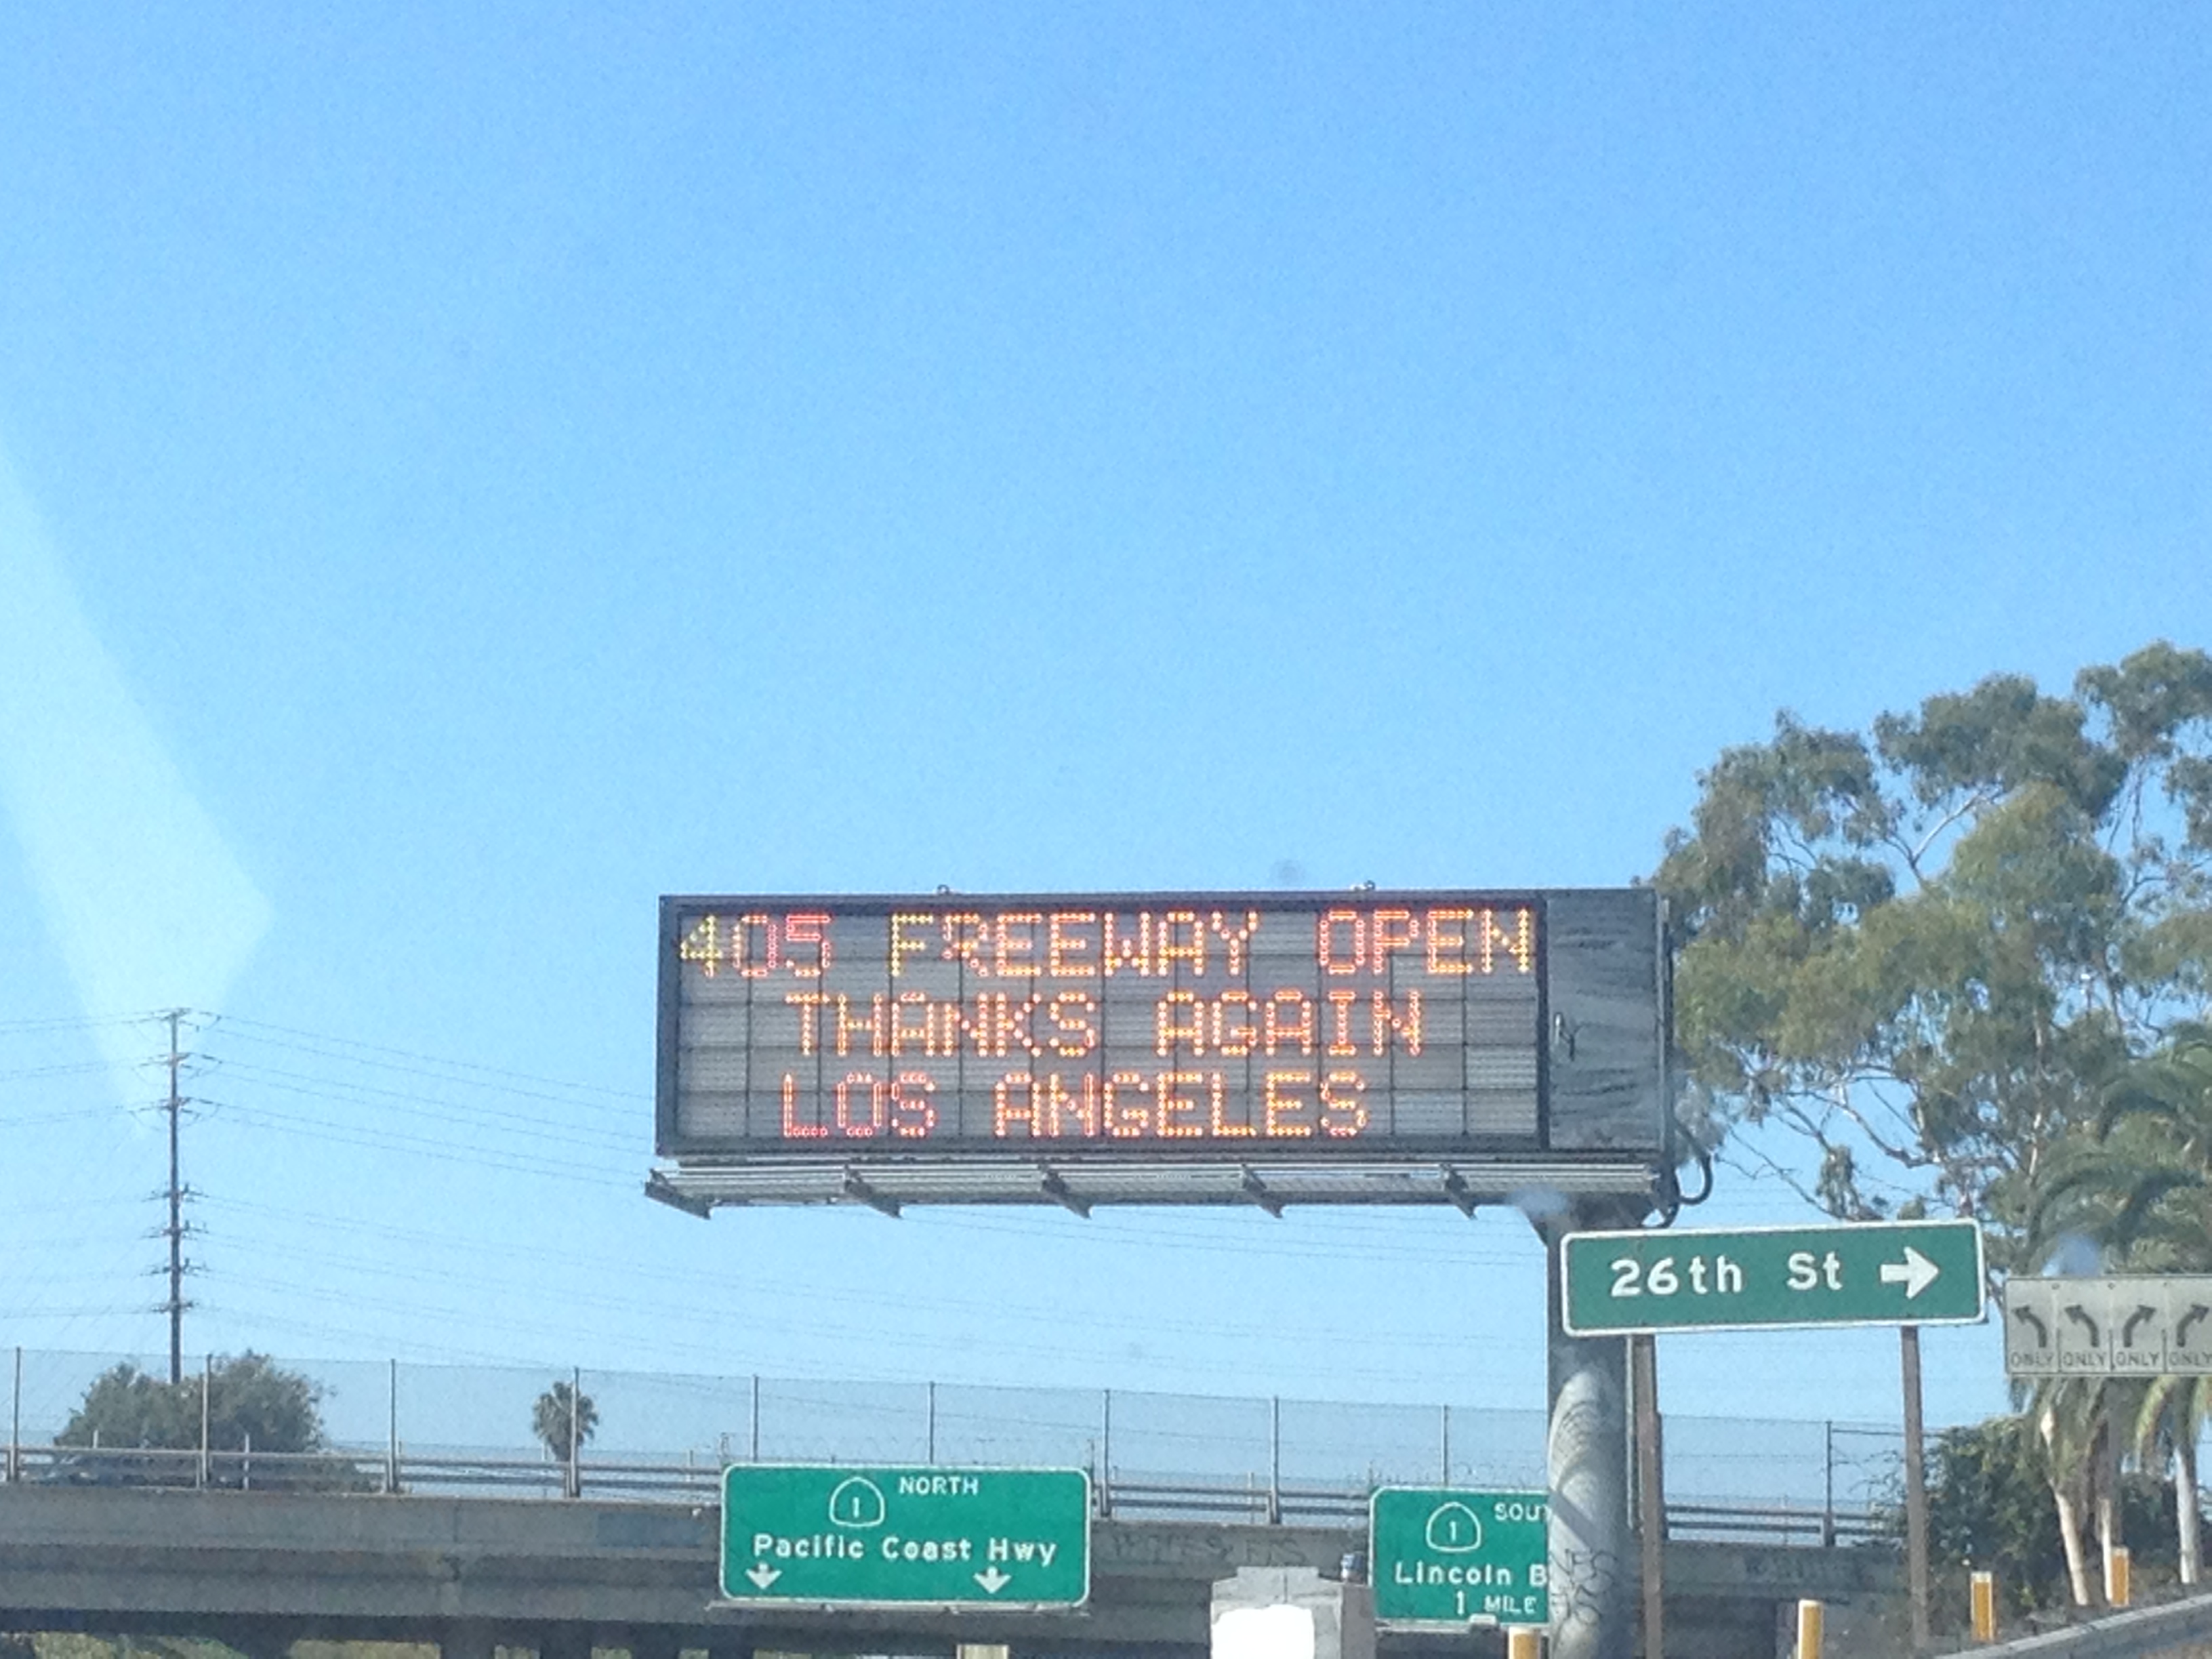 405 FREEWAY OPEN
THANKS AGAIN
LOS ANGELES
26th St
ONLY ONLY ONLY ONLY
1 NORTH
Pacific Coast Hwy
1 SOUT
Lincoln B
1 MILE